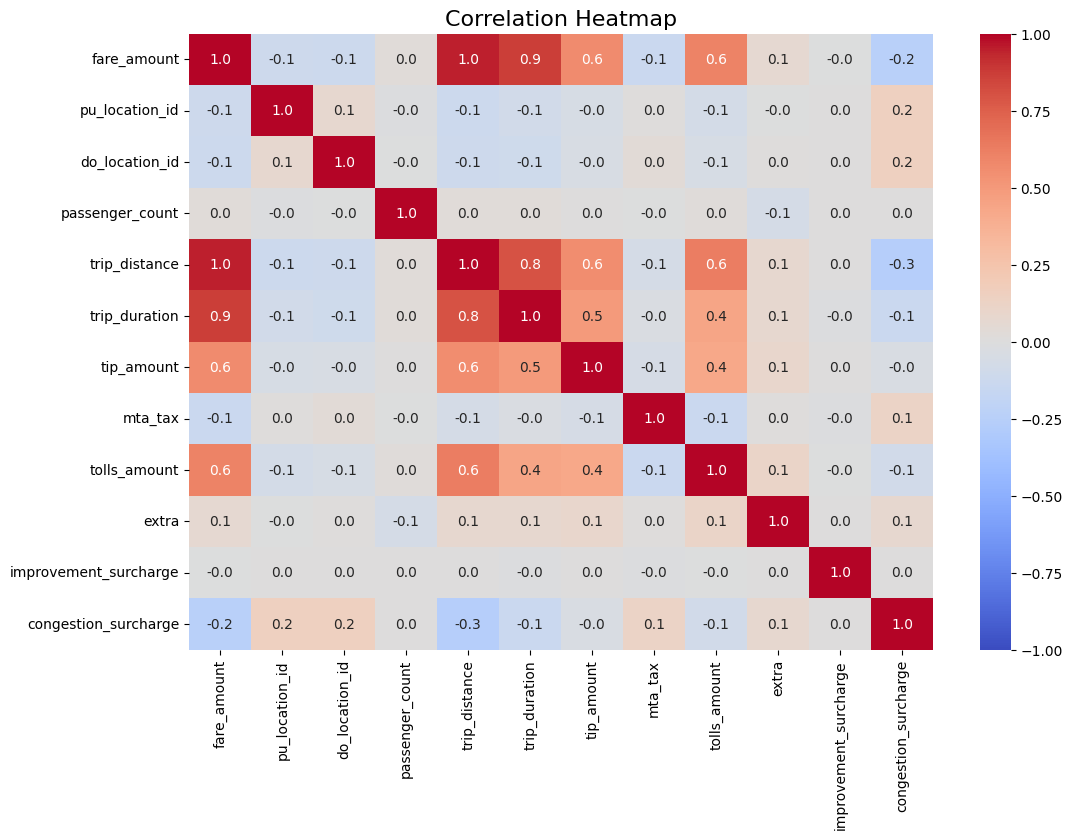 Correlation Heatmap
fare_amount 1.0 -0.1 -0.1 0.0 1.0 0.9 0.6 -0.1 0.6 0.1 -0.0 -0.2
pu_location_id -0.1 1.0 0.1 -0.0 -0.1 -0.1 -0.0 0.0 -0.1 -0.0 0.0 0.2
do_location_id -0.1 0.1 1.0 -0.0 -0.1 -0.1 -0.0 0.0 -0.1 0.0 0.0 0.2
passenger_count 0.0 -0.0 -0.0 1.0 0.0 0.0 0.0 -0.0 0.0 -0.1 0.0 0.0
trip_distance 1.0 -0.1 -0.1 0.0 1.0 0.8 0.6 -0.1 0.6 0.1 0.0 -0.3
trip_duration 0.9 -0.1 -0.1 0.0 0.8 1.0 0.5 -0.0 0.4 0.1 -0.0 -0.1
tip_amount 0.6 -0.0 -0.0 0.0 0.6 0.5 1.0 -0.1 0.4 0.1 0.0 -0.0
mta_tax -0.1 0.0 0.0 -0.0 -0.1 -0.0 -0.1 1.0 -0.1 0.0 -0.0 0.1
tolls_amount 0.6 -0.1 -0.1 0.0 0.6 0.4 0.4 -0.1 1.0 0.1 -0.0 -0.1
extra 0.1 -0.0 0.0 -0.1 0.1 0.1 0.1 0.0 0.1 1.0 0.0 0.1
improvement_surcharge -0.0 0.0 0.0 0.0 0.0 -0.0 0.0 -0.0 -0.0 0.0 1.0 0.0
congestion_surcharge -0.2 0.2 0.2 0.0 -0.3 -0.1 -0.0 0.1 -0.1 0.1 0.0 1.0
fare_amount
pu_location_id
do_location_id
passenger_count
trip_distance
trip_duration
tip_amount
mta_tax
tolls_amount
extra
improvement_surcharge
congestion_surcharge
1.00
0.75
0.50
0.25
0.00
−0.25
−0.50
−0.75
−1.00